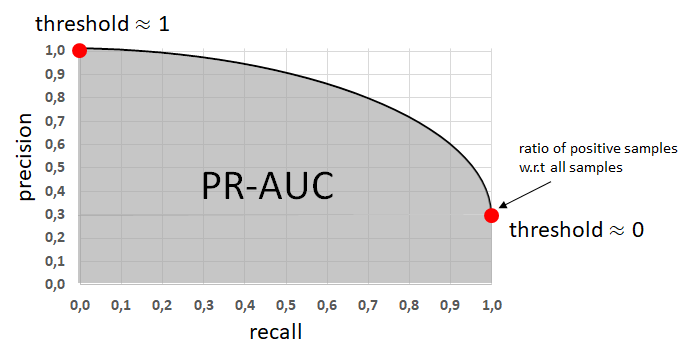 threshold ≈ 1
1,0
0,9
0,8
0,7
0,6
0,5
0,4
0,3
0,2
0,1
0,0
precision
PR-AUC
ratio of positive samples
w.r.t all samples
threshold ≈ 0
0,0 0,1 0,2 0,3 0,4 0,5 0,6 0,7 0,8 0,9 1,0
recall